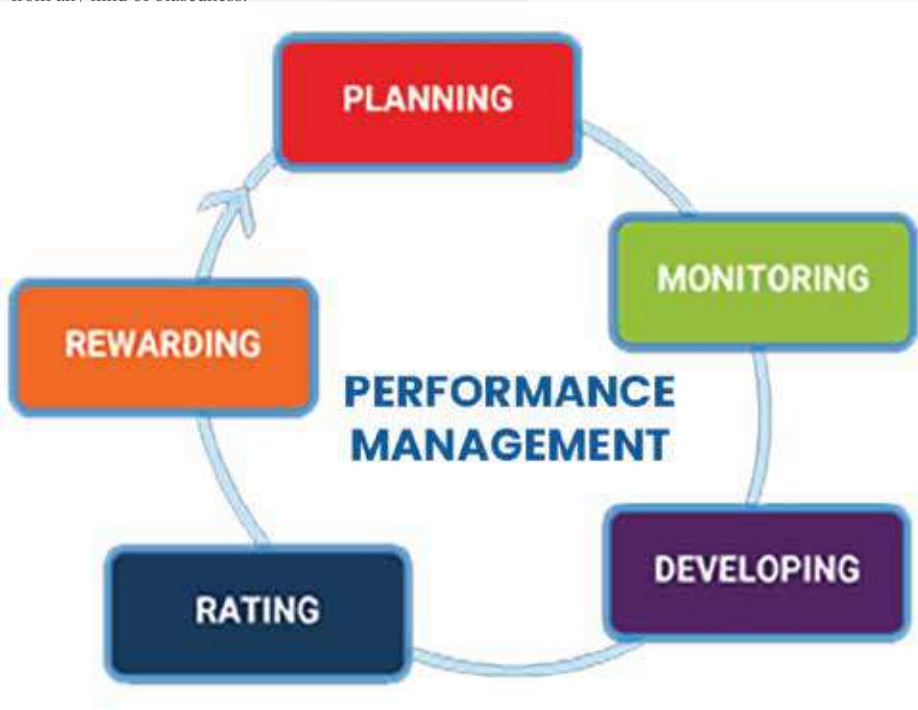 PLANNING
MONITORING
REWARDING
PERFORMANCE
MANAGEMENT
DEVELOPING
RATING